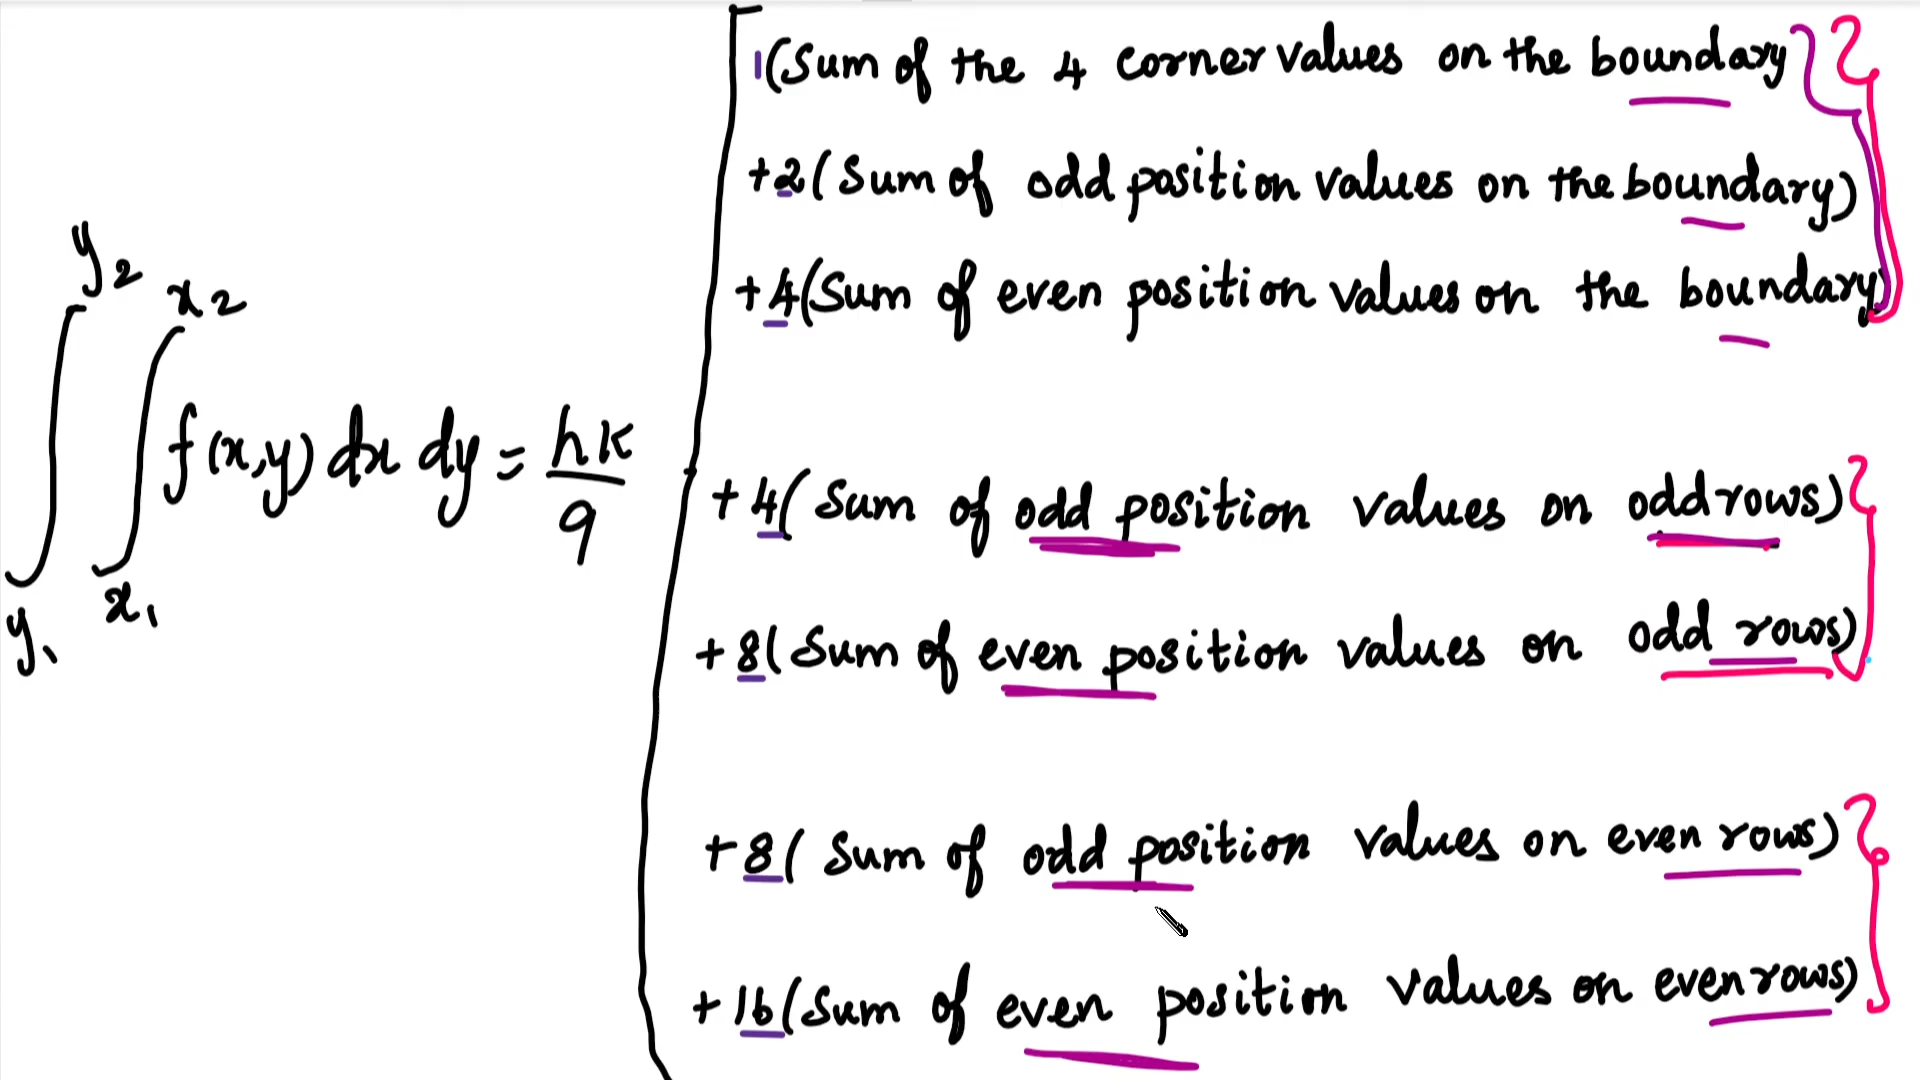 ∫_{y₁}^{y₂} ∫_{x₁}^{x₂} f(x,y) dx dy = hk/9
[1(Sum of the 4 corner values on the boundary
+2(Sum of odd position values on the boundary)
+4(Sum of even position values on the boundary)
+4(Sum of odd position values on odd rows)
+8(Sum of even position values on odd rows)
+8(Sum of odd position values on even rows)
+16(Sum of even position values on even rows)